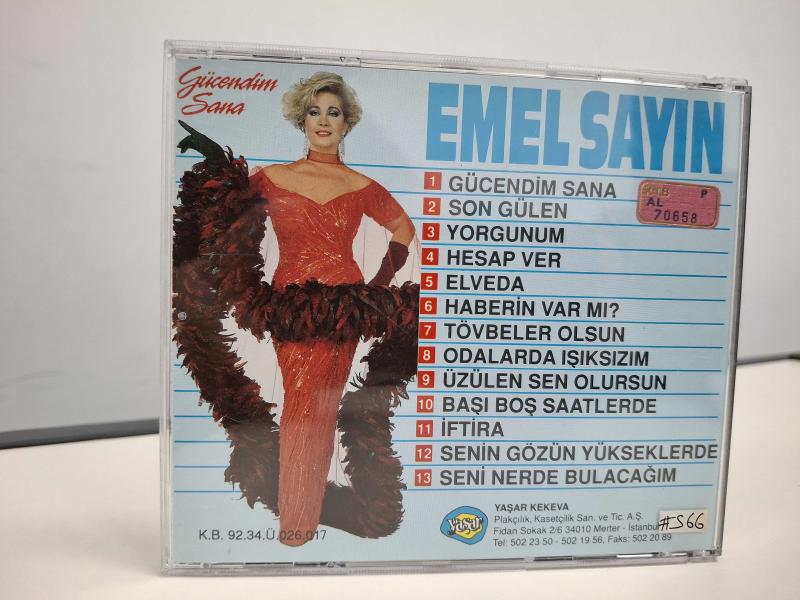 Gücendim
Sana
EMEL SAYIN
1 GÜCENDİM SANA
2 SON GÜLEN
3 YORGUNUM
4 HESAP VER
5 ELVEDA
6 HABERİN VAR MI?
7 TÖVBELER OLSUN
8 ODALARDA IŞIKSIZIM
9 ÜZÜLEN SEN OLURSUN
10 BAŞI BOŞ SAATLERDE
11 İFTİRA
12 SENİN GÖZÜN YÜKSEKLERDE
13 SENİ NERDE BULACAĞIM
KTB P
AL
70658
yaşar
YAŞAR KEKEVA
Plakçılık, Kasetçilik San. ve Tic. A.Ş.
Fidan Sokak 2/6 34010 Merter - İstanbul
Tel: 502 23 50 - 502 19 56, Faks: 502 20 89
#S66
K.B. 92.34.Ü.026.017